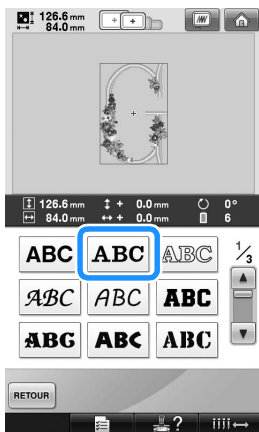 126.6 mm
84.0 mm
126.6 mm + 0.0 mm 0°
84.0 mm + 0.0 mm 6
ABC ABC ABC 1/3
ABC ABC ABC
ABC ABC ABC
RETOUR
?